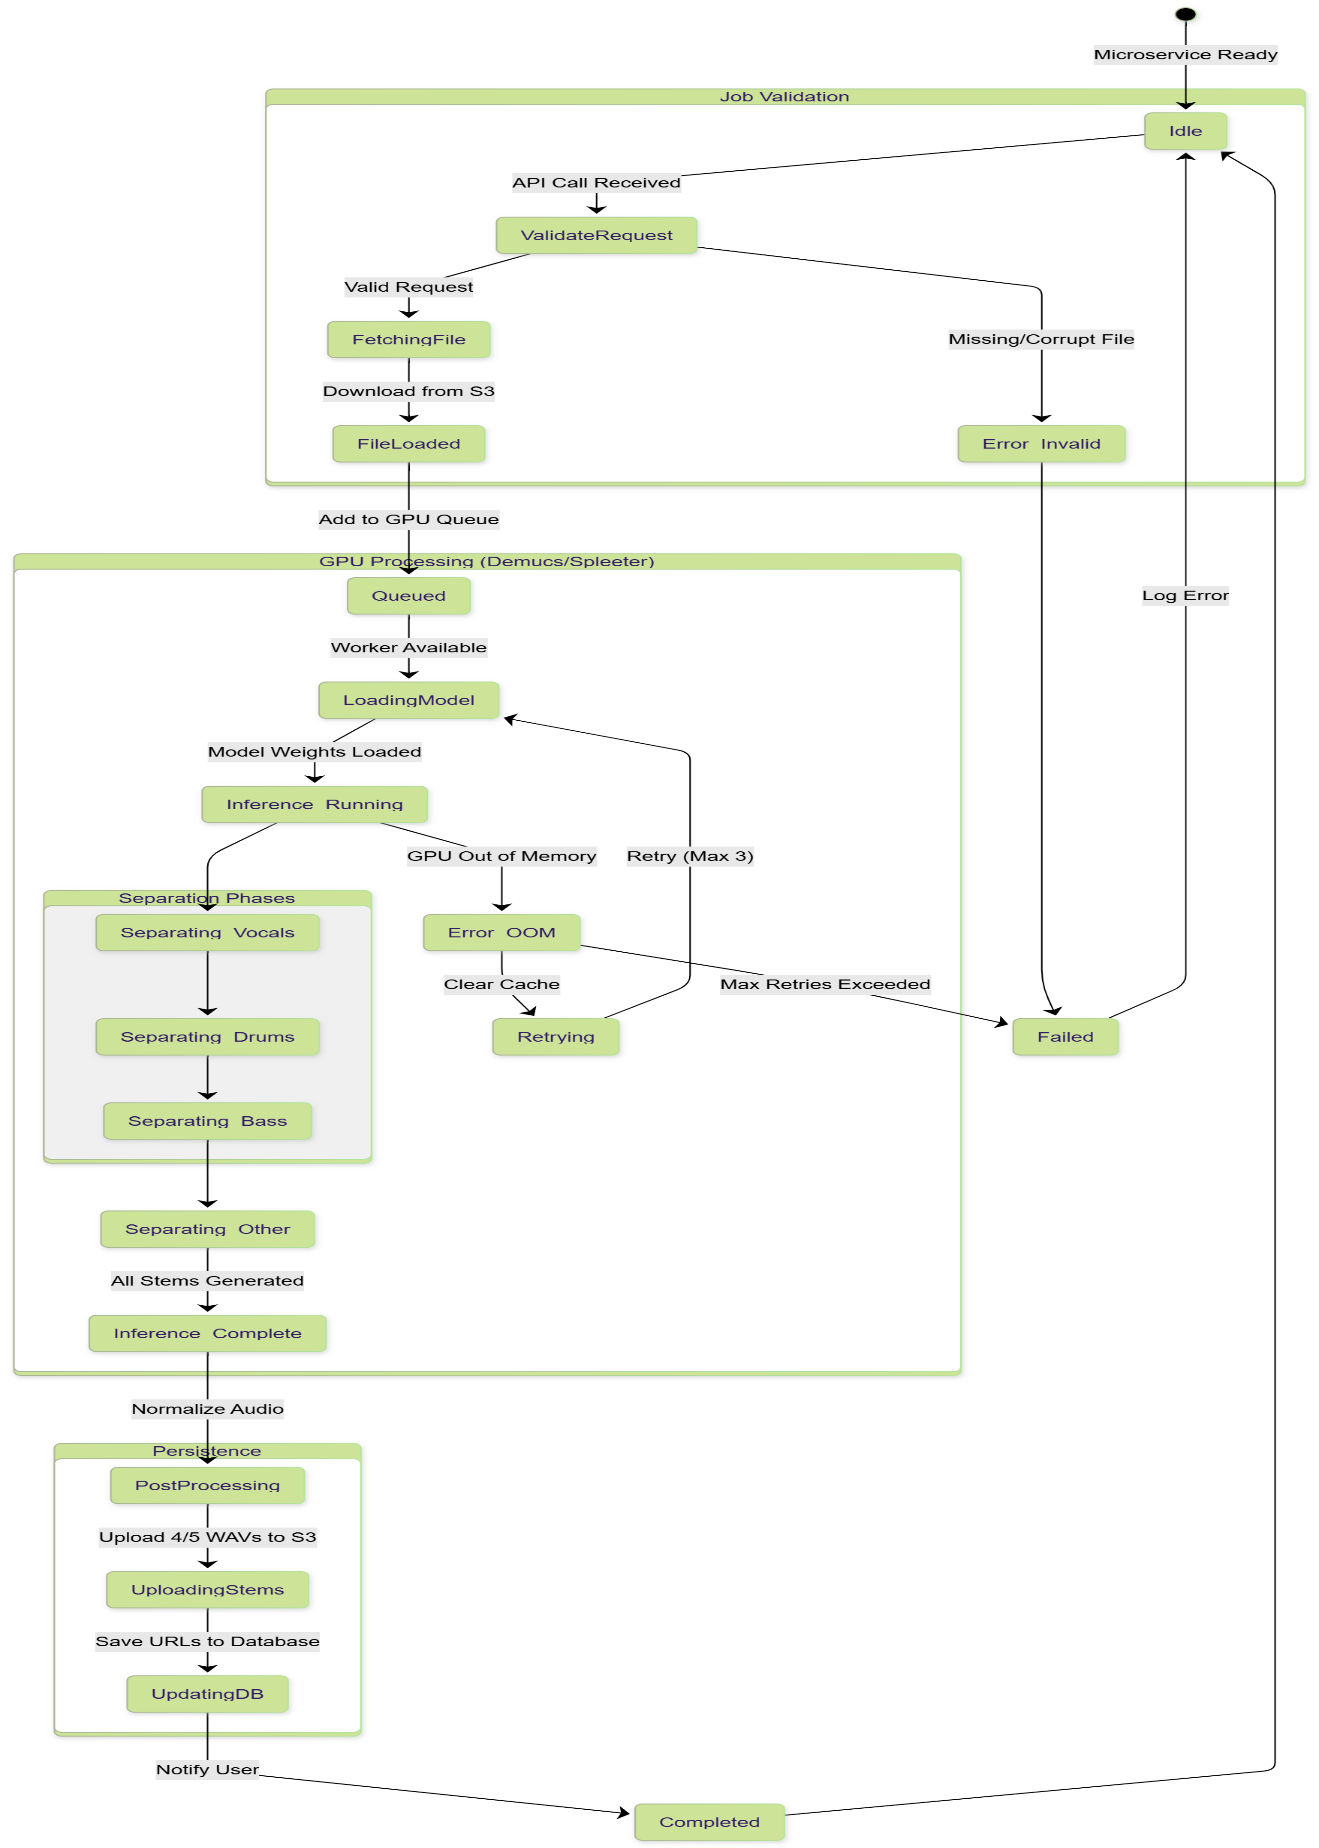 Microservice Ready
Job Validation
Idle
API Call Received
ValidateRequest
Valid Request
FetchingFile
Missing/Corrupt File
Download from S3
FileLoaded
Error Invalid
Add to GPU Queue
GPU Processing (Demucs/Spleeter)
Queued
Log Error
Worker Available
LoadingModel
Model Weights Loaded
Inference Running
GPU Out of Memory
Retry (Max 3)
Separation Phases
Separating Vocals
Error OOM
Clear Cache
Max Retries Exceeded
Separating Drums
Retrying
Failed
Separating Bass
Separating Other
All Stems Generated
Inference Complete
Normalize Audio
Persistence
PostProcessing
Upload 4/5 WAVs to S3
UploadingStems
Save URLs to Database
UpdatingDB
Notify User
Completed